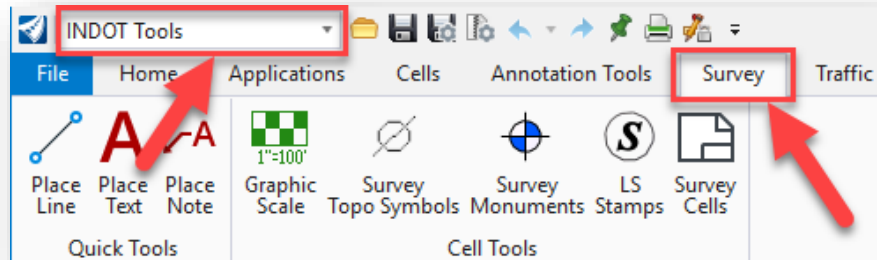 INDOT Tools
File Home Applications Cells Annotation Tools Survey Traffic
A A
1"=100' S
Place Line
Place Text
Place Note
Graphic Scale
Survey Topo Symbols
Survey Monuments
LS Stamps
Survey Cells
Quick Tools Cell Tools